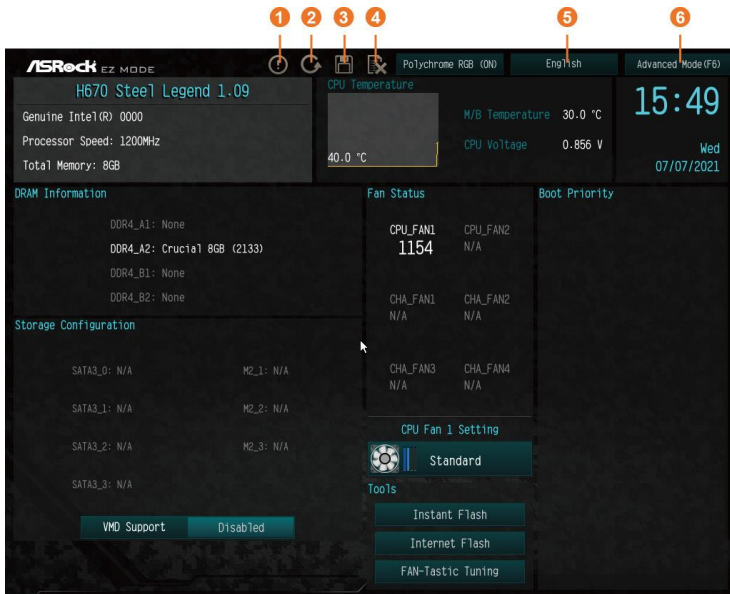 1 2 3 4 5 6
ASRock EZ MODE
Polychrome RGB (ON)
English
Advanced Mode(F6)
H670 Steel Legend 1.09
Genuine Intel(R) 0000
Processor Speed: 1200MHz
Total Memory: 8GB
CPU Temperature
40.0 °C
M/B Temperature 30.0 °C
CPU Voltage 0.856 V
15:49
Wed
07/07/2021
DRAM Information
DDR4_A1: None
DDR4_A2: Crucial 8GB (2133)
DDR4_B1: None
DDR4_B2: None
Storage Configuration
SATA3_0: N/A M2_1: N/A
SATA3_1: N/A M2_2: N/A
SATA3_2: N/A M2_3: N/A
SATA3_3: N/A
VMD Support Disabled
Fan Status
CPU_FAN1 CPU_FAN2
1154 N/A
CHA_FAN1 CHA_FAN2
N/A N/A
CHA_FAN3 CHA_FAN4
N/A N/A
CPU Fan 1 Setting
Standard
Tools
Instant Flash
Internet Flash
FAN-Tastic Tuning
Boot Priority